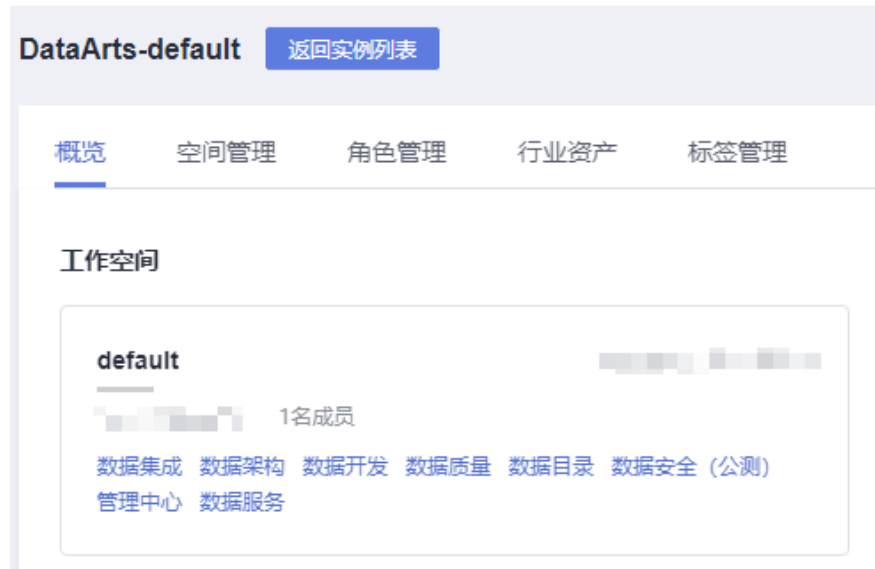 DataArts-default 返回实例列表
概览 空间管理 角色管理 行业资产 标签管理
工作空间
default
1名成员
数据集成 数据架构 数据开发 数据质量 数据目录 数据安全（公测）
管理中心 数据服务